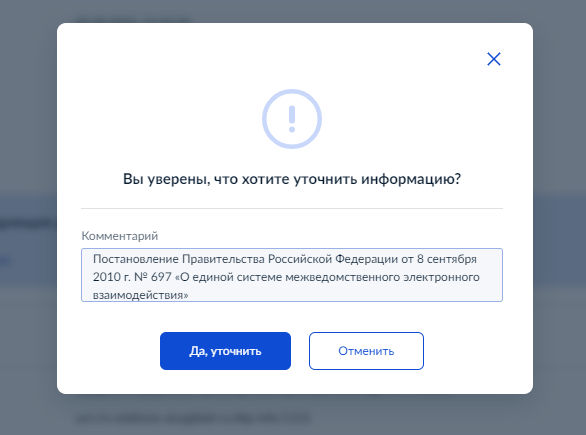 Вы уверены, что хотите уточнить информацию?
Комментарий
Постановление Правительства Российской Федерации от 8 сентября
2010 г. № 697 «О единой системе межведомственного электронного
взаимодействия»
Да, уточнить
Отменить